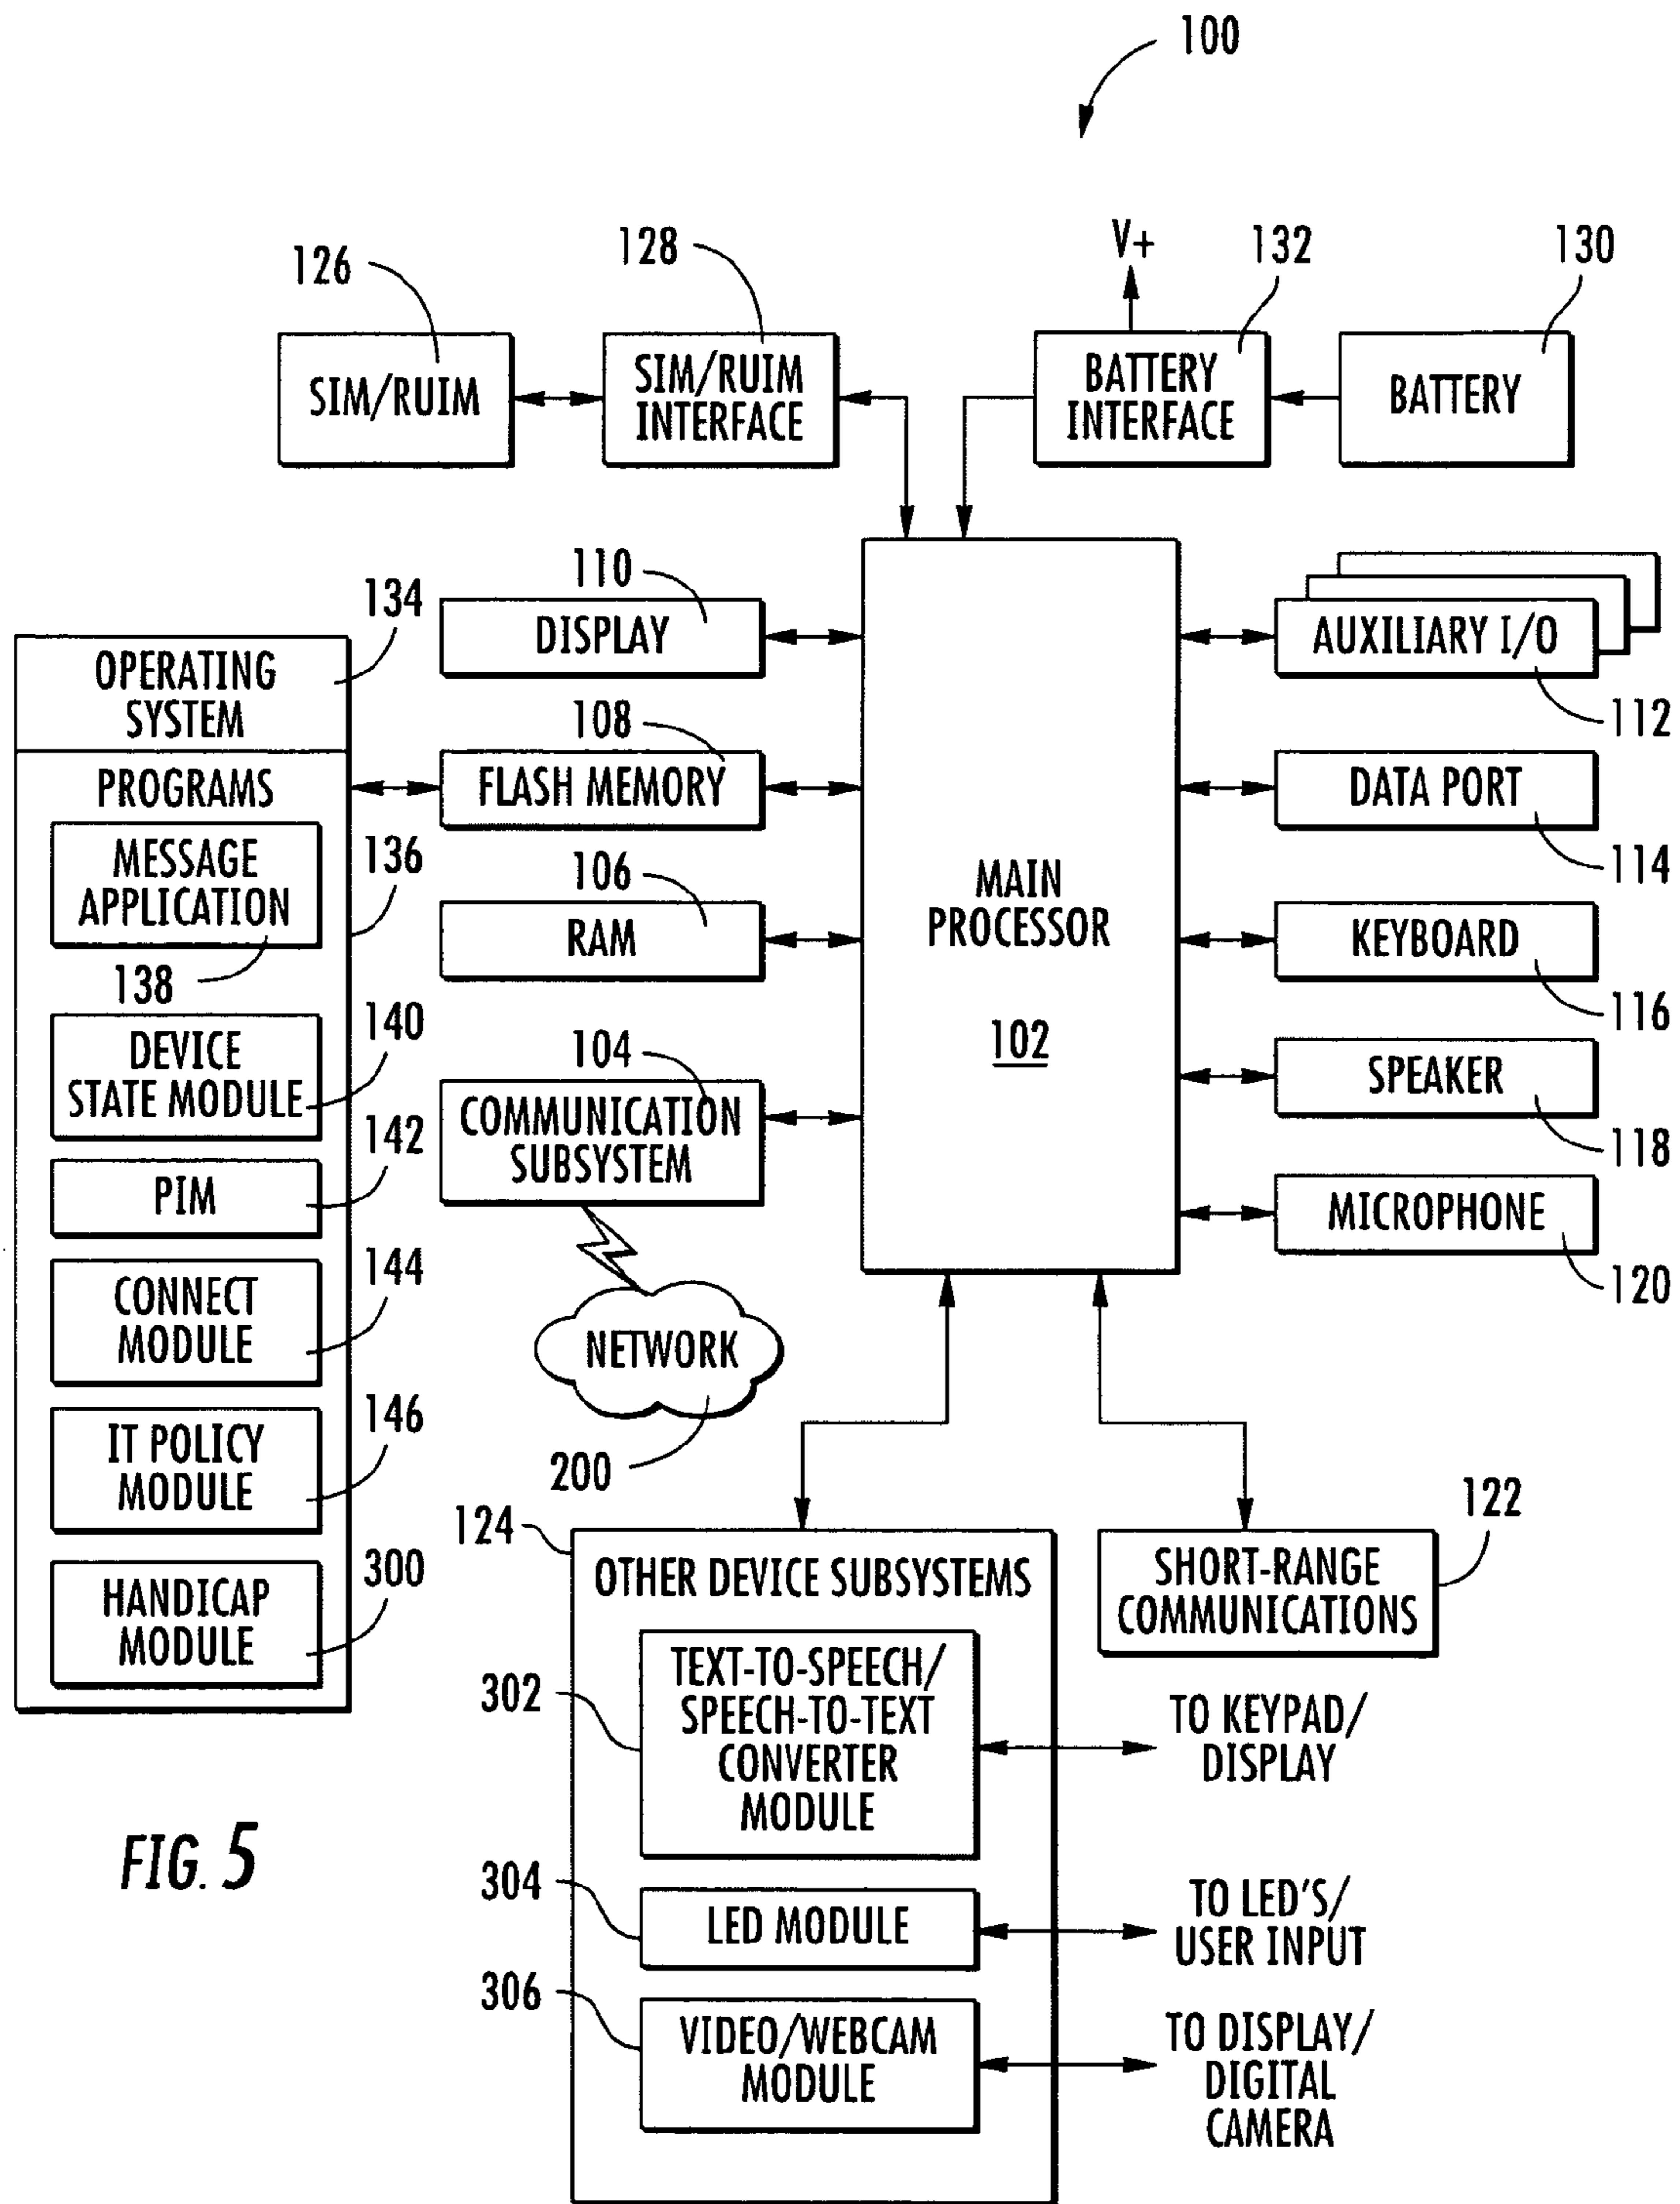 100
V+
126
128
132
130
SIM/RUIM
SIM/RUIM
INTERFACE
BATTERY
INTERFACE
BATTERY
134
OPERATING
SYSTEM
PROGRAMS
MESSAGE
APPLICATION
136
138
DEVICE
STATE MODULE
140
PIM
142
CONNECT
MODULE
144
IT POLICY
MODULE
146
HANDICAP
MODULE
300
110
DISPLAY
108
FLASH MEMORY
106
RAM
104
COMMUNICATION
SUBSYSTEM
NETWORK
200
MAIN
PROCESSOR
102
AUXILIARY I/O
112
DATA PORT
114
KEYBOARD
116
SPEAKER
118
MICROPHONE
120
124
OTHER DEVICE SUBSYSTEMS
302
TEXT-TO-SPEECH/
SPEECH-TO-TEXT
CONVERTER
MODULE
304
LED MODULE
306
VIDEO/WEBCAM
MODULE
122
SHORT-RANGE
COMMUNICATIONS
TO KEYPAD/
DISPLAY
TO LED'S/
USER INPUT
TO DISPLAY/
DIGITAL
CAMERA
FIG. 5